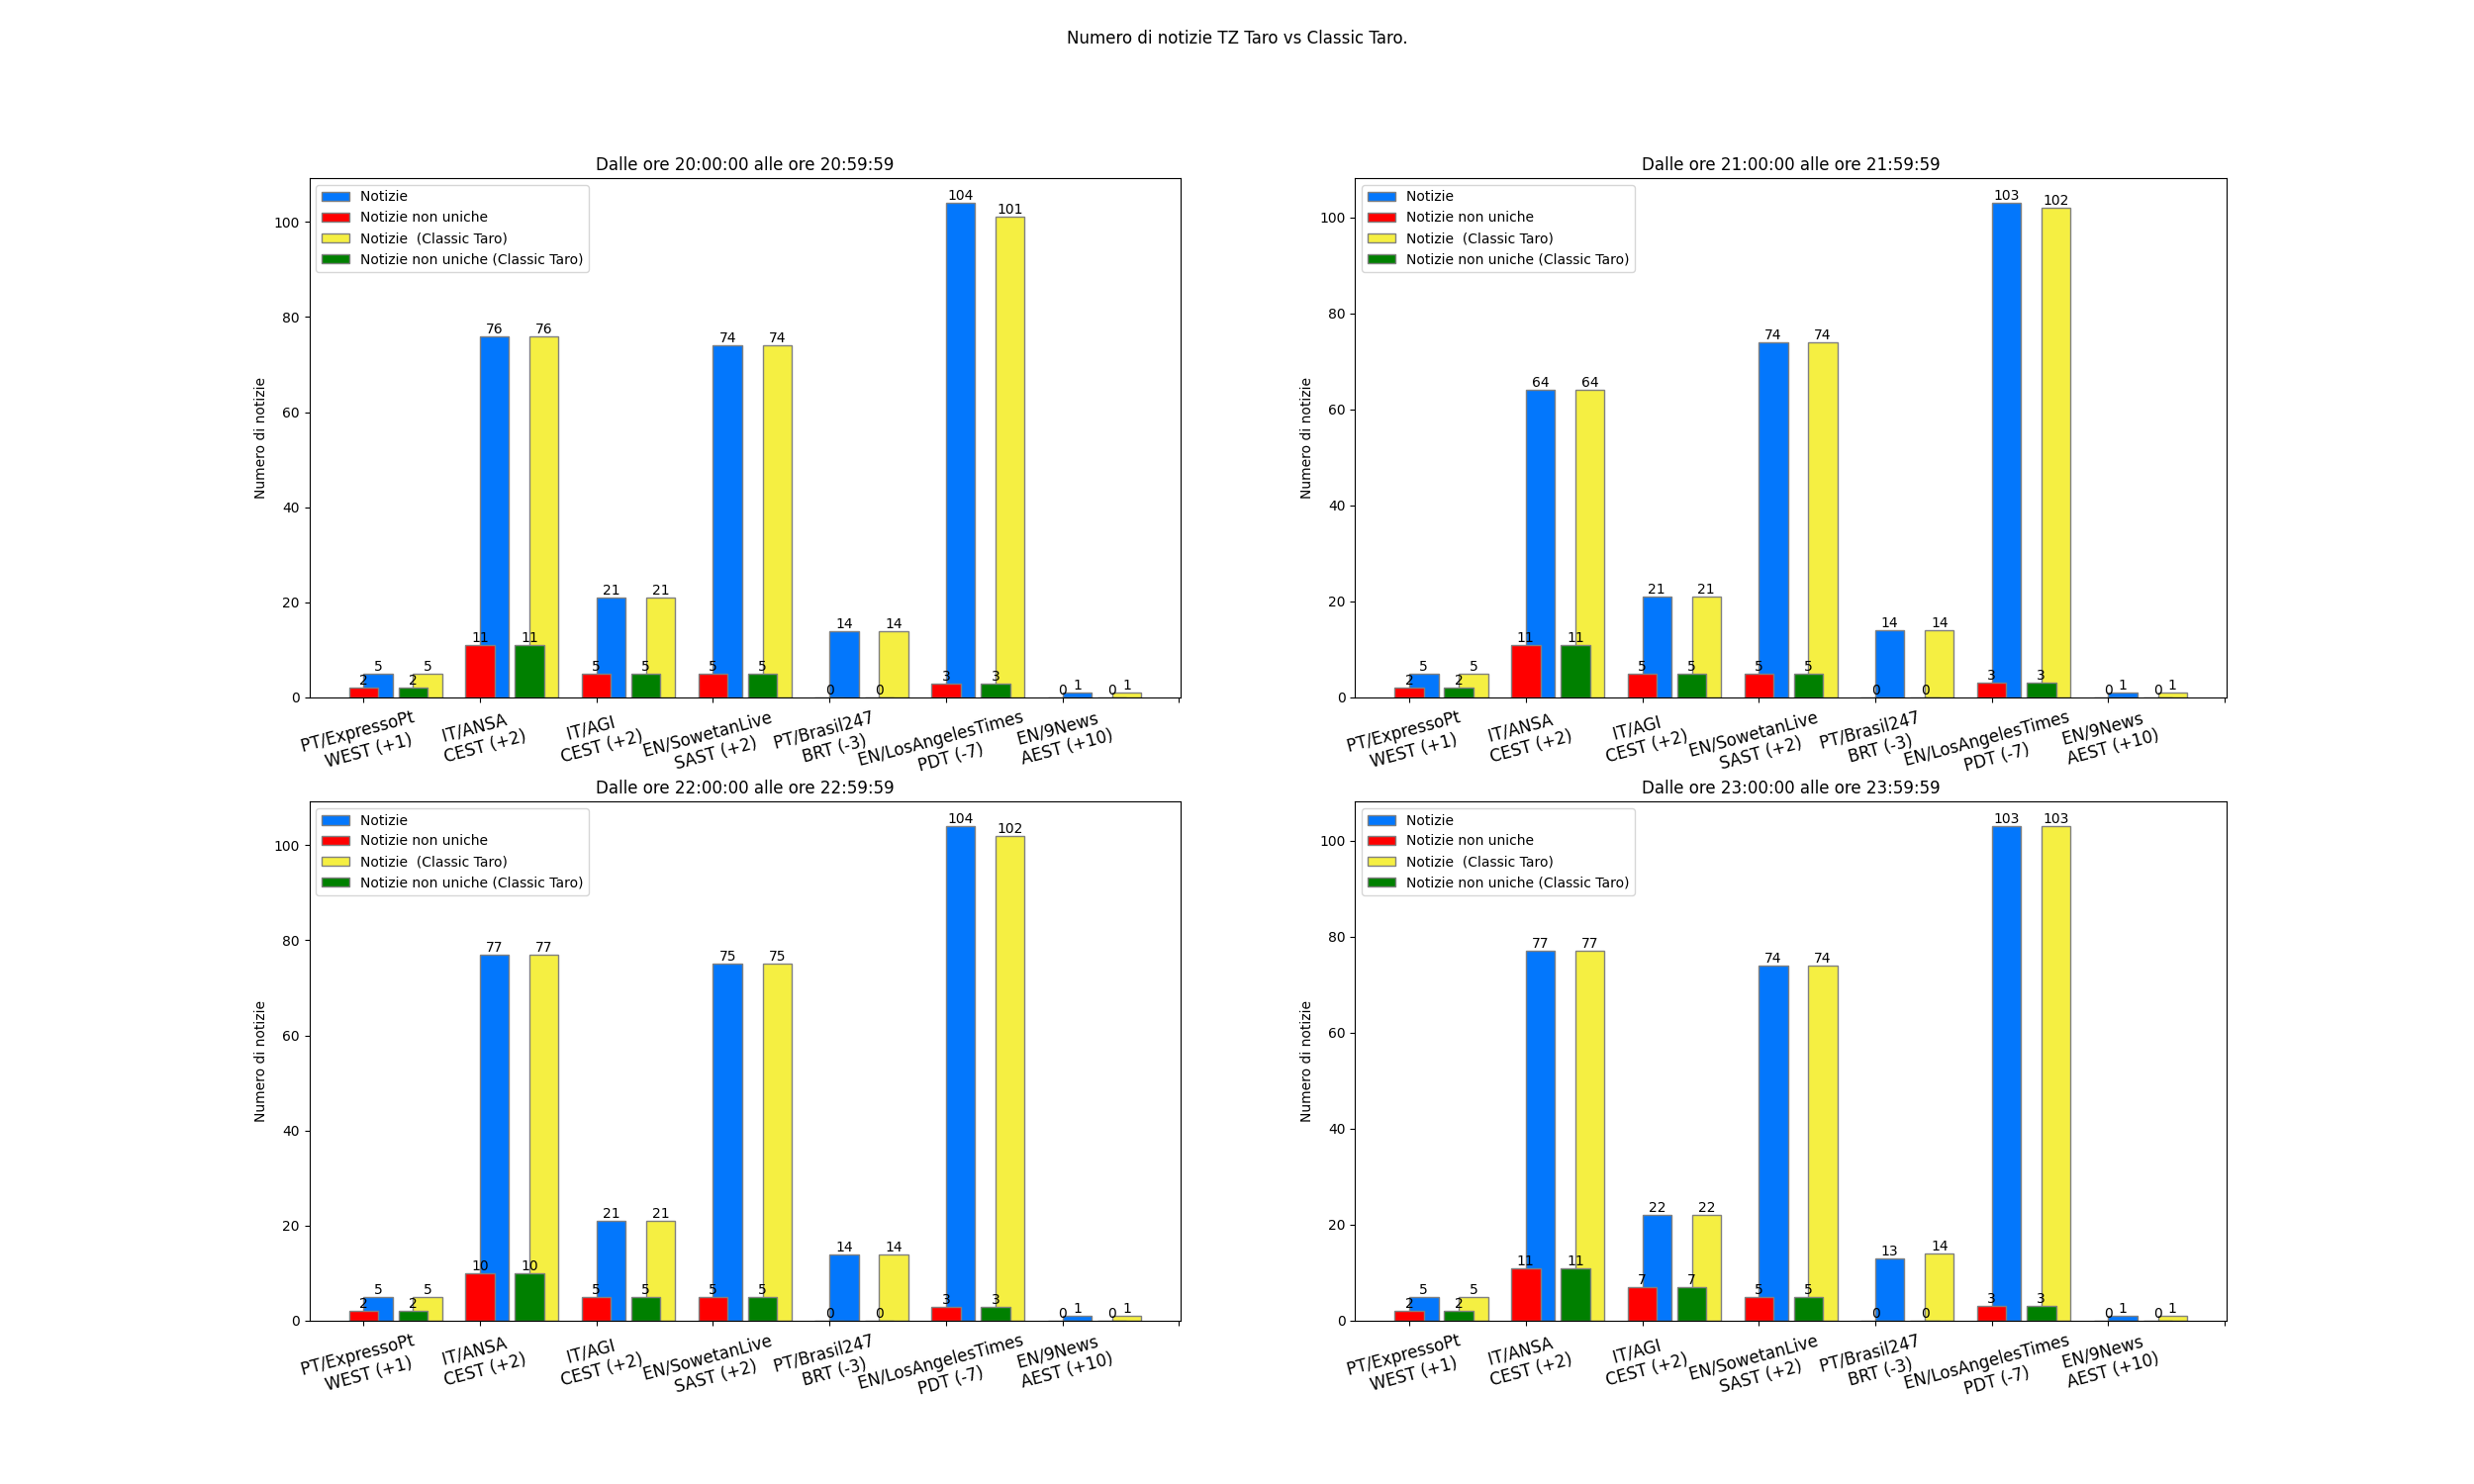 Numero di notizie TZ Taro vs Classic Taro.
Dalle ore 20:00:00 alle ore 20:59:59
Notizie
Notizie non uniche
Notizie  (Classic Taro)
Notizie non uniche (Classic Taro)
Numero di notizie
100
80
60
40
20
0
2 5 2 5
11 76 11 76
5 21 5 21
5 74 5 74
0 14 0 14
3 104 3 101
0 1 0 1
PT/ExpressoPt
WEST (+1)
IT/ANSA
CEST (+2)
IT/AGI
CEST (+2)
EN/SowetanLive
SAST (+2)
PT/Brasil247
BRT (-3)
EN/LosAngelesTimes
PDT (-7)
EN/9News
AEST (+10)
Dalle ore 21:00:00 alle ore 21:59:59
Notizie
Notizie non uniche
Notizie  (Classic Taro)
Notizie non uniche (Classic Taro)
Numero di notizie
100
80
60
40
20
0
2 5 2 5
11 64 11 64
5 21 5 21
5 74 5 74
0 14 0 14
3 103 3 102
0 1 0 1
PT/ExpressoPt
WEST (+1)
IT/ANSA
CEST (+2)
IT/AGI
CEST (+2)
EN/SowetanLive
SAST (+2)
PT/Brasil247
BRT (-3)
EN/LosAngelesTimes
PDT (-7)
EN/9News
AEST (+10)
Dalle ore 22:00:00 alle ore 22:59:59
Notizie
Notizie non uniche
Notizie  (Classic Taro)
Notizie non uniche (Classic Taro)
Numero di notizie
100
80
60
40
20
0
2 5 2 5
10 77 10 77
5 21 5 21
5 75 5 75
0 14 0 14
3 104 3 102
0 1 0 1
PT/ExpressoPt
WEST (+1)
IT/ANSA
CEST (+2)
IT/AGI
CEST (+2)
EN/SowetanLive
SAST (+2)
PT/Brasil247
BRT (-3)
EN/LosAngelesTimes
PDT (-7)
EN/9News
AEST (+10)
Dalle ore 23:00:00 alle ore 23:59:59
Notizie
Notizie non uniche
Notizie  (Classic Taro)
Notizie non uniche (Classic Taro)
Numero di notizie
100
80
60
40
20
0
2 5 2 5
11 77 11 77
7 22 7 22
5 74 5 74
0 13 0 14
3 103 3 103
0 1 0 1
PT/ExpressoPt
WEST (+1)
IT/ANSA
CEST (+2)
IT/AGI
CEST (+2)
EN/SowetanLive
SAST (+2)
PT/Brasil247
BRT (-3)
EN/LosAngelesTimes
PDT (-7)
EN/9News
AEST (+10)